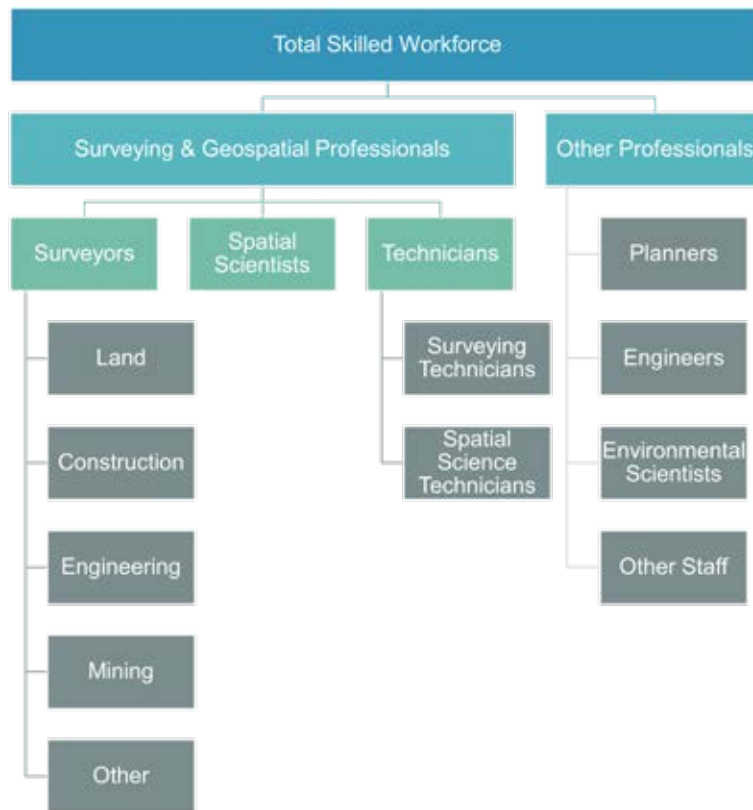 Total Skilled Workforce
Surveying & Geospatial Professionals
Other Professionals
Surveyors
Spatial
Scientists
Technicians
Planners
Land
Surveying
Technicians
Engineers
Construction
Spatial
Science
Technicians
Environmental
Scientists
Engineering
Other Staff
Mining
Other